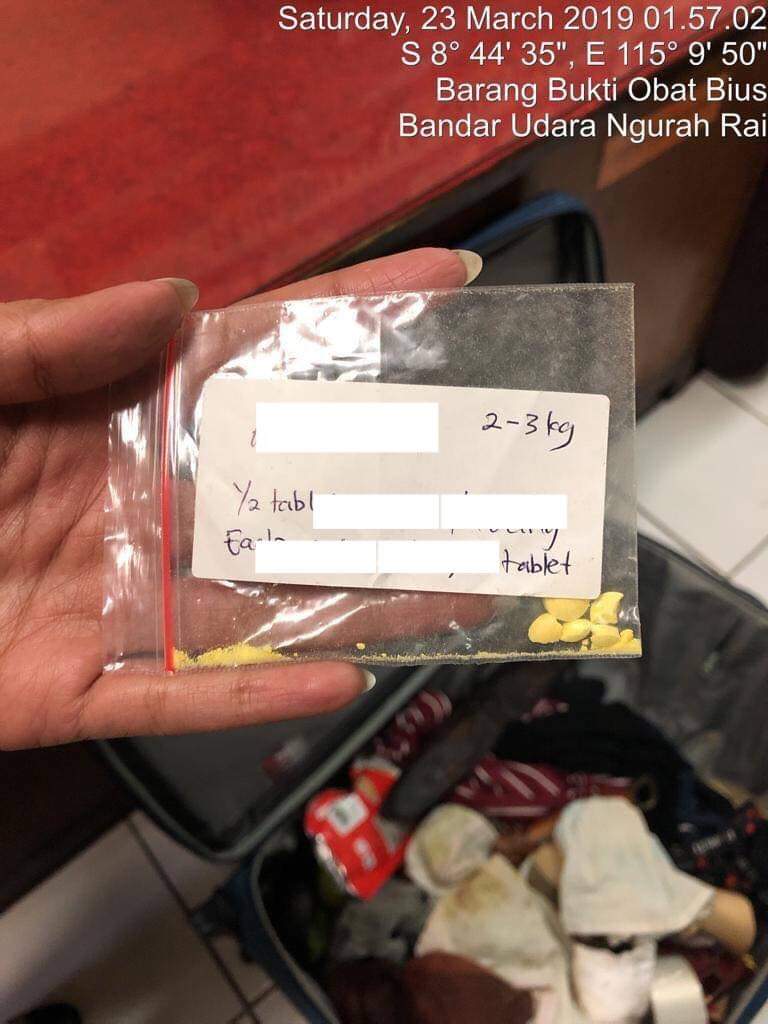 Saturday, 23 March 2019 01.57.02
S 8° 44' 35", E 115° 9' 50"
Barang Bukti Obat Bius
Bandar Udara Ngurah Rai
2-3 kg
1/2
tablet